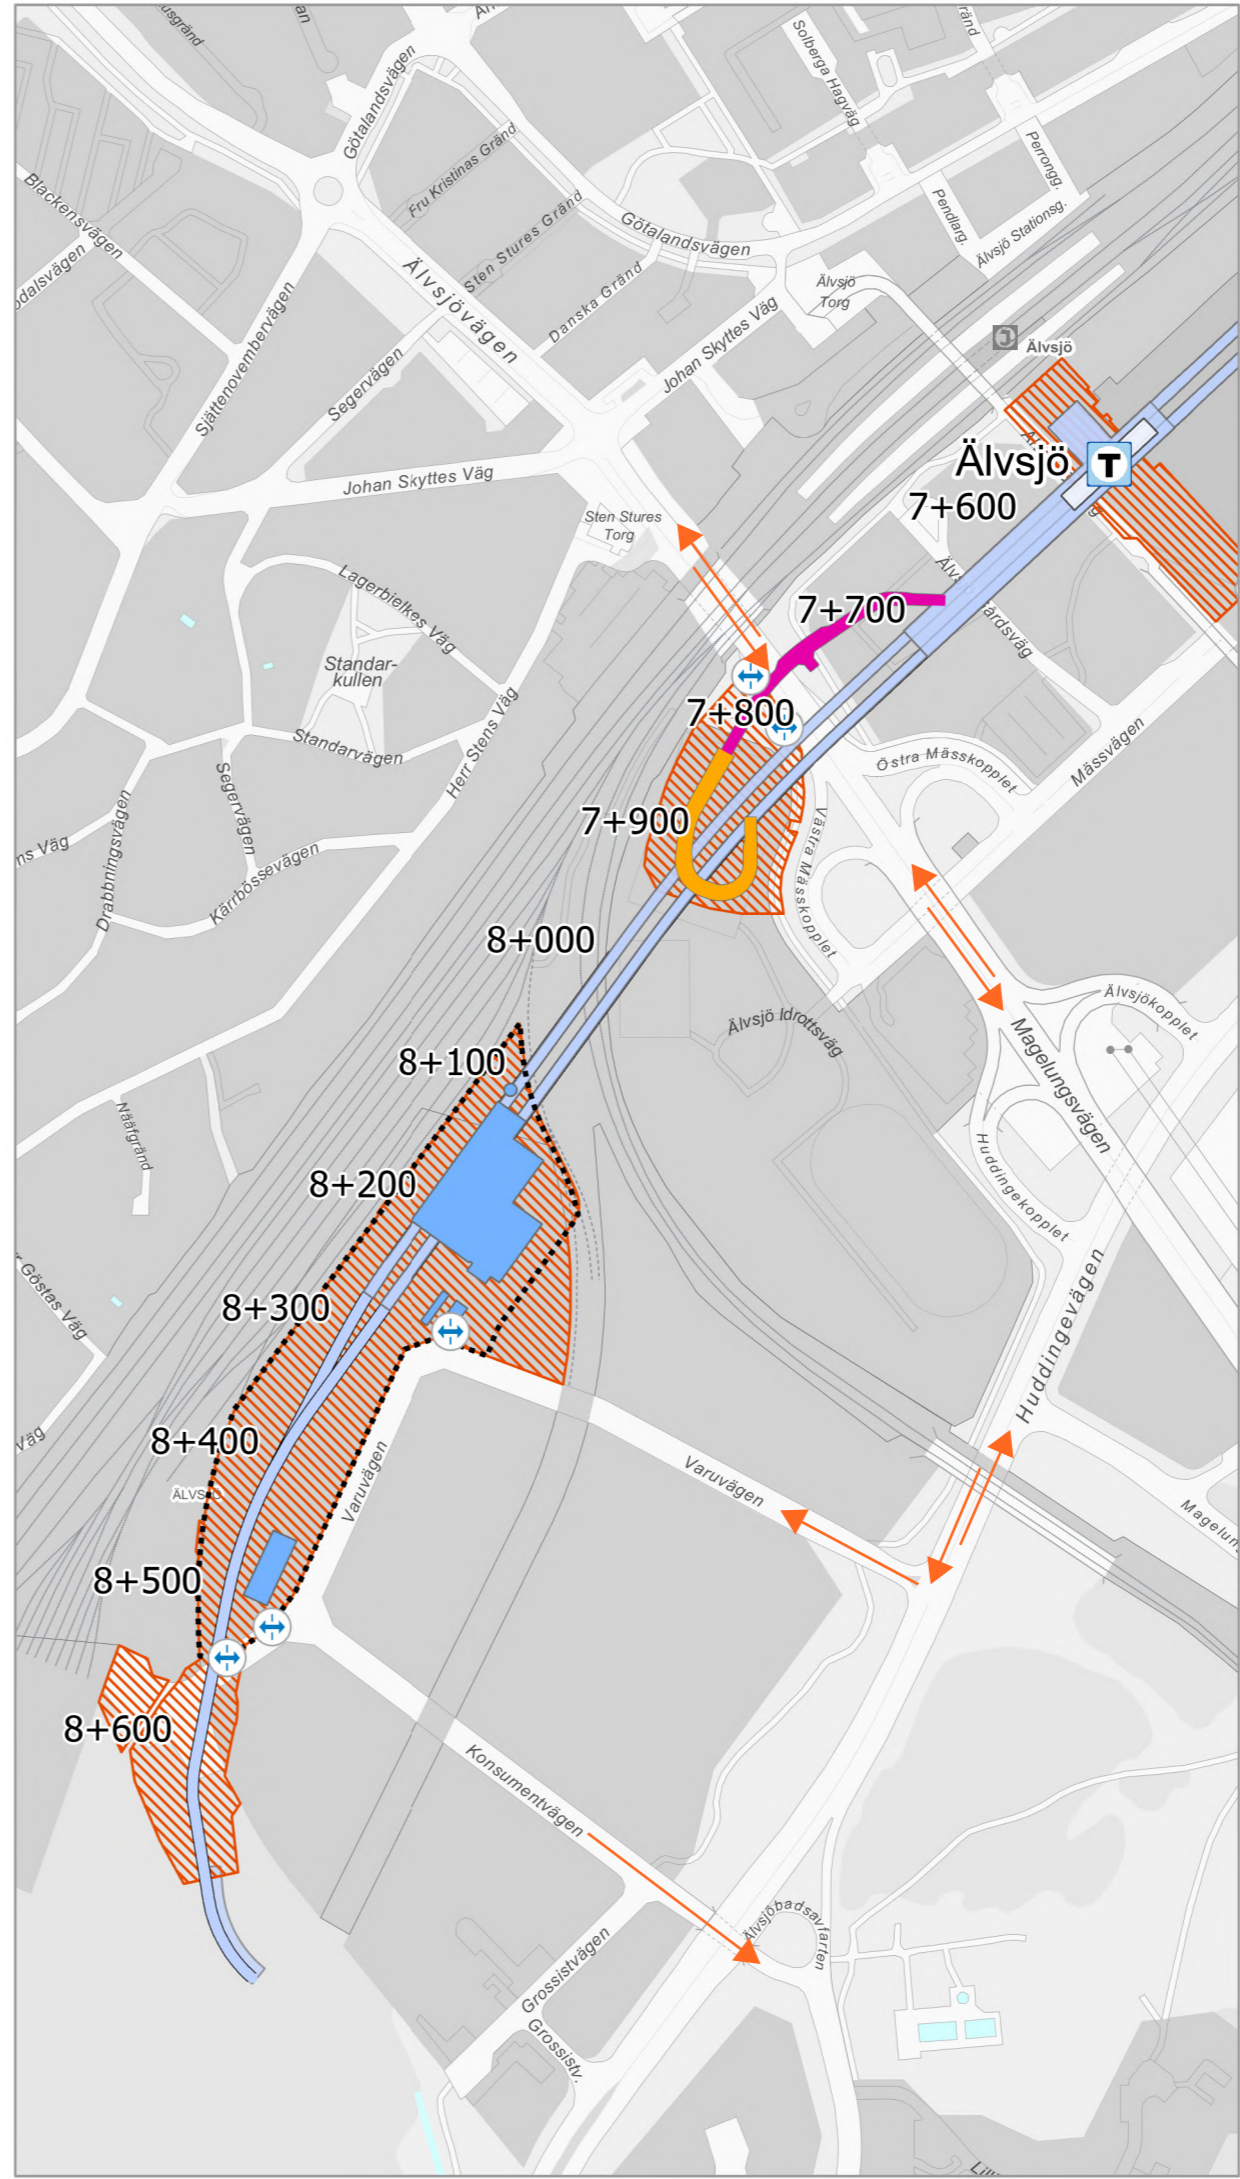 Götalandsvägen
Solberga Hagväg
Perrongg.
Fru Kristinas Gränd
Blackensvägen
Sten Stures Gränd
Götalandsvägen
Pendlarg.
Älvsjö Stationsg.
Älvsjövägen
Danska Gränd
Älvsjö
Torg
Johan Skyttes Väg
Sjättenovembervägen
Segervägen
Älvsjö
Älvsjö
T
7+600
Johan Skyttes Väg
Sten Stures
Torg
Lagerbielkes Väg
7+700
Standar-
kullen
7+800
Standarvägen
Herr Stens Väg
Östra Mässkopplet
Mässvägen
Segervägen
7+900
Västra Mässkopplet
Drabbningsvägen
Kärrbössevägen
8+000
Älvsjö Idrottsväg
Älvsjökopplet
8+100
Magelungsvägen
Nääfgränd
Huddingekopplet
8+200
Göstas Väg
8+300
Huddingevägen
8+400
Varuvägen
Varuvägen
ÄLVSJÖ
8+500
8+600
Konsumentvägen
Älvsjöbadsavfarten
Grossistvägen
Grossistv.